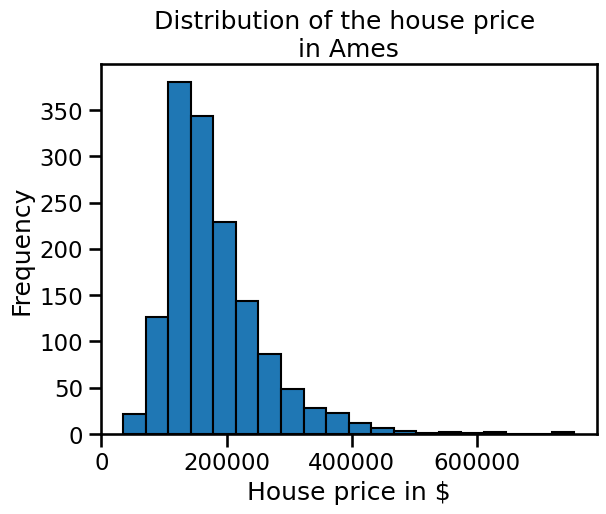 Distribution of the house price
in Ames
350
300
250
200
150
100
50
0
Frequency
0 200000 400000 600000
House price in $